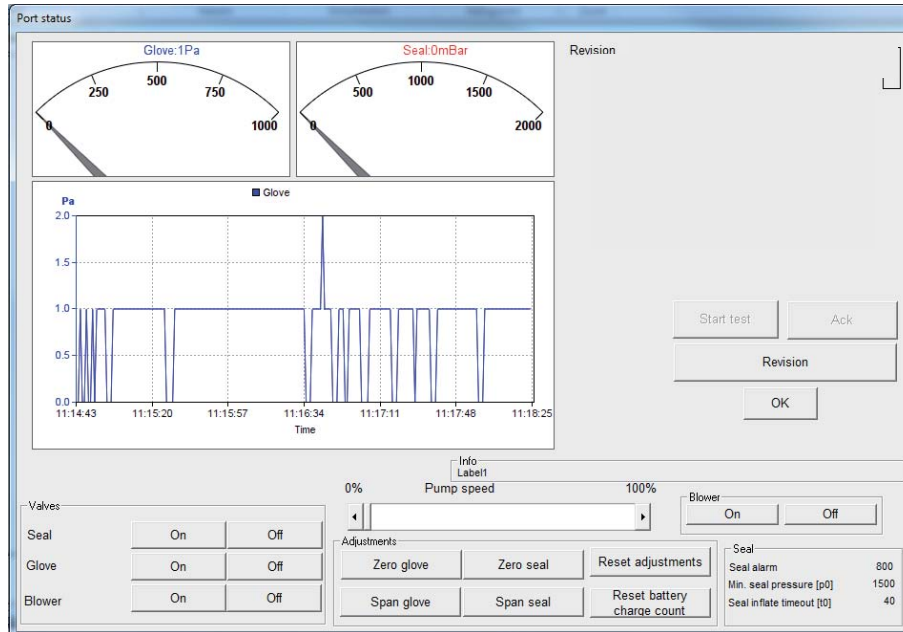 Port status
Glove:1Pa
0
250
500
750
1000
Seal:0mBar
0
500
1000
1500
2000
Revision
Glove
Pa
2.0
1.5
1.0
0.5
0.0
11:14:43 11:15:20 11:15:57 11:16:34 11:17:11 11:17:48 11:18:25
Time
Start test Ack
Revision
OK
Info
Label1
0% Pump speed 100%
Blower
On Off
Valves
Seal On Off
Glove On Off
Blower On Off
Adjustments
Zero glove Zero seal Reset adjustments
Span glove Span seal Reset battery
charge count
Seal
Seal alarm 800
Min. seal pressure [p0] 1500
Seal inflate timeout [t0] 40